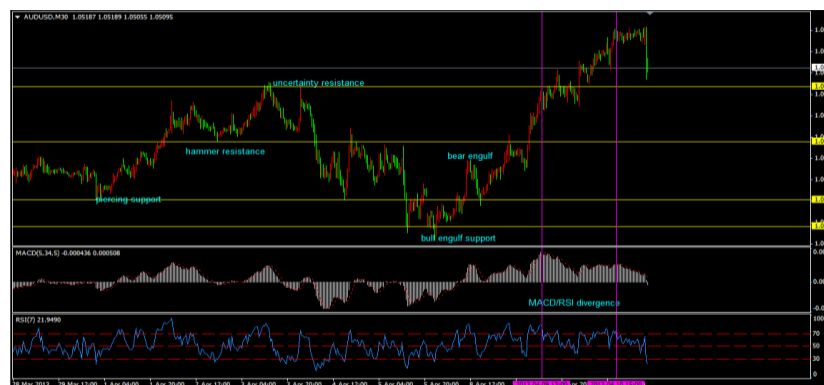 AUDUSD,M30 1.05187 1.05189 1.05055 1.05095
uncertainty resistance
hammer resistance
bear engulf
piercing support
bull engulf support
MACD(5,34,5) -0.000436 0.000508
MACD/RSI divergence
RSI(7) 21.9490
100
70
50
30
0
28 Mar 2013 29 Mar 12:00 1 Apr 04:00 1 Apr 20:00 2 Apr 12:00 3 Apr 04:00 3 Apr 20:00 4 Apr 12:00 5 Apr 04:00 5 Apr 20:00 8 Apr 12:00